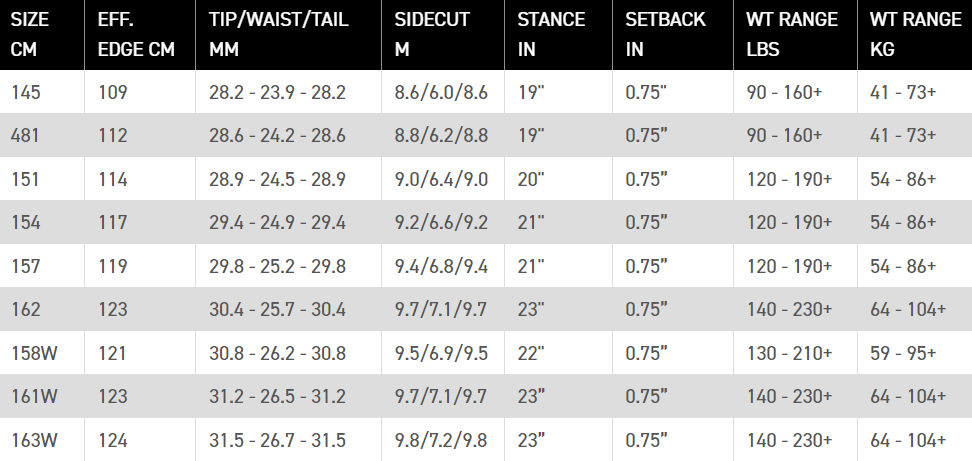 SIZE CM EFF. EDGE CM TIP/WAIST/TAIL MM SIDECUT M STANCE IN SETBACK IN WT RANGE LBS WT RANGE KG
145 109 28.2 - 23.9 - 28.2 8.6/6.0/8.6 19" 0.75" 90 - 160+ 41 - 73+
481 112 28.6 - 24.2 - 28.6 8.8/6.2/8.8 19" 0.75” 90 - 160+ 41 - 73+
151 114 28.9 - 24.5 - 28.9 9.0/6.4/9.0 20" 0.75” 120 - 190+ 54 - 86+
154 117 29.4 - 24.9 - 29.4 9.2/6.6/9.2 21" 0.75” 120 - 190+ 54 - 86+
157 119 29.8 - 25.2 - 29.8 9.4/6.8/9.4 21" 0.75” 120 - 190+ 54 - 86+
162 123 30.4 - 25.7 - 30.4 9.7/7.1/9.7 23" 0.75” 140 - 230+ 64 - 104+
158W 121 30.8 - 26.2 - 30.8 9.5/6.9/9.5 22" 0.75” 130 - 210+ 59 - 95+
161W 123 31.2 - 26.5 - 31.2 9.7/7.1/9.7 23” 0.75” 140 - 230+ 64 - 104+
163W 124 31.5 - 26.7 - 31.5 9.8/7.2/9.8 23” 0.75” 140 - 230+ 64 - 104+